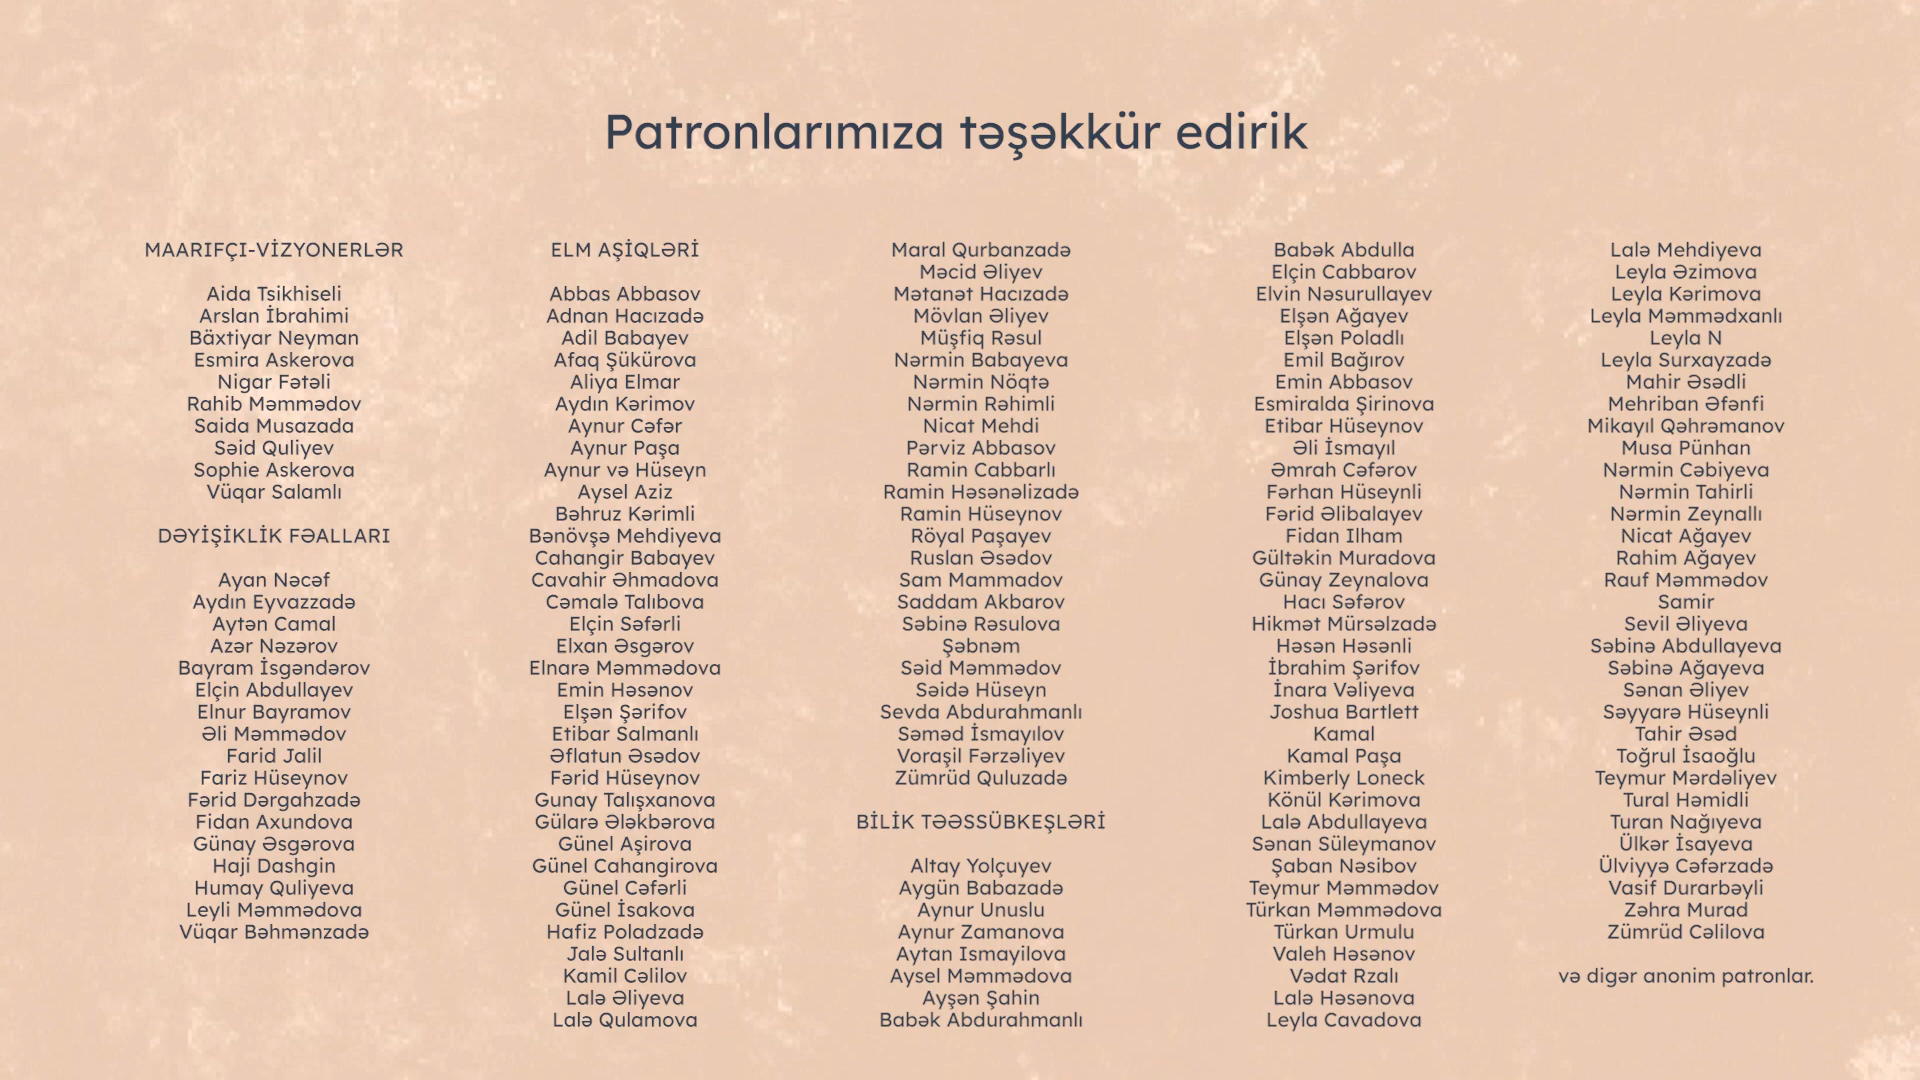 Patronlarımıza təşəkkür edirik
MAARIFÇI-VİZYONERLƏR
Aida Tsikhiseli
Arslan İbrahimi
Bäxtiyar Neyman
Esmira Askerova
Nigar Fətəli
Rahib Məmmədov
Saida Musazada
Səid Quliyev
Sophie Askerova
Vüqar Salamlı
DƏYİŞİKLİK FƏALLARI
Ayan Nəcəf
Aydın Eyvazzadə
Aytən Camal
Azər Nəzərov
Bayram İsgəndərov
Elçin Abdullayev
Elnur Bayramov
Əli Məmmədov
Farid Jalil
Fariz Hüseynov
Fərid Dərgahzadə
Fidan Axundova
Günay Əsgərova
Haji Dashgin
Humay Quliyeva
Leyli Məmmədova
Vüqar Bəhmənzadə
ELM AŞİQLƏRİ
Abbas Abbasov
Adnan Hacızadə
Adil Babayev
Afaq Şükürova
Aliya Elmar
Aydın Kərimov
Aynur Cəfər
Aynur Paşa
Aynur və Hüseyn
Aysel Aziz
Bəhruz Kərimli
Bənövşə Mehdiyeva
Cahangir Babayev
Cavahir Əhmadova
Cəmalə Talıbova
Elçin Səfərli
Elxan Əsgərov
Elnarə Məmmədova
Emin Həsənov
Elşən Şərifov
Etibar Salmanlı
Əflatun Əsədov
Fərid Hüseynov
Gunay Talışxanova
Gülarə Ələkbərova
Günel Aşirova
Günel Cahangirova
Günel Cəfərli
Günel İsakova
Hafiz Poladzadə
Jalə Sultanlı
Kamil Cəlilov
Lalə Əliyeva
Lalə Qulamova
Maral Qurbanzadə
Məcid Əliyev
Mətanət Hacızadə
Mövlan Əliyev
Müşfiq Rəsul
Nərmin Babayeva
Nərmin Nöqtə
Nərmin Rəhimli
Nicat Mehdi
Pərviz Abbasov
Ramin Cabbarlı
Ramin Həsənəlizadə
Ramin Hüseynov
Röyal Paşayev
Ruslan Əsədov
Sam Mammadov
Saddam Akbarov
Səbinə Rəsulova
Şəbnəm
Səid Məmmədov
Səidə Hüseyn
Sevda Abdurahmanlı
Səməd İsmayılov
Voraşil Fərzəliyev
Zümrüd Quluzadə
BİLİK TƏƏSSÜBKEŞLƏRİ
Altay Yolçuyev
Aygün Babazadə
Aynur Unuslu
Aynur Zamanova
Aytan Ismayilova
Aysel Məmmədova
Ayşən Şahin
Babək Abdurahmanlı
Babək Abdulla
Elçin Cabbarov
Elvin Nəsurullayev
Elşən Ağayev
Elşən Poladlı
Emil Bağırov
Emin Abbasov
Esmiralda Şirinova
Etibar Hüseynov
Əli İsmayıl
Əmrah Cəfərov
Fərhan Hüseynli
Fərid Əlibalayev
Fidan Ilham
Gültəkin Muradova
Günay Zeynalova
Hacı Səfərov
Hikmət Mürsəlzadə
Həsən Həsənli
İbrahim Şərifov
İnara Vəliyeva
Joshua Bartlett
Kamal
Kamal Paşa
Kimberly Loneck
Könül Kərimova
Lalə Abdullayeva
Sənan Süleymanov
Şaban Nəsibov
Teymur Məmmədov
Türkan Məmmədova
Türkan Urmulu
Valeh Həsənov
Vədat Rzalı
Lalə Həsənova
Leyla Cavadova
Lalə Mehdiyeva
Leyla Əzimova
Leyla Kərimova
Leyla Məmmədxanlı
Leyla N
Leyla Surxayzadə
Mahir Əsədli
Mehriban Əfənfi
Mikayıl Qəhrəmanov
Musa Pünhan
Nərmin Cəbiyeva
Nərmin Tahirli
Nərmin Zeynallı
Nicat Ağayev
Rahim Ağayev
Rauf Məmmədov
Samir
Sevil Əliyeva
Səbinə Abdullayeva
Səbinə Ağayeva
Sənan Əliyev
Səyyarə Hüseynli
Tahir Əsəd
Toğrul İsaoğlu
Teymur Mərdəliyev
Tural Həmidli
Turan Nağıyeva
Ülkər İsayeva
Ülviyyə Cəfərzadə
Vasif Durarbəyli
Zəhra Murad
Zümrüd Cəlilova
və digər anonim patronlar.